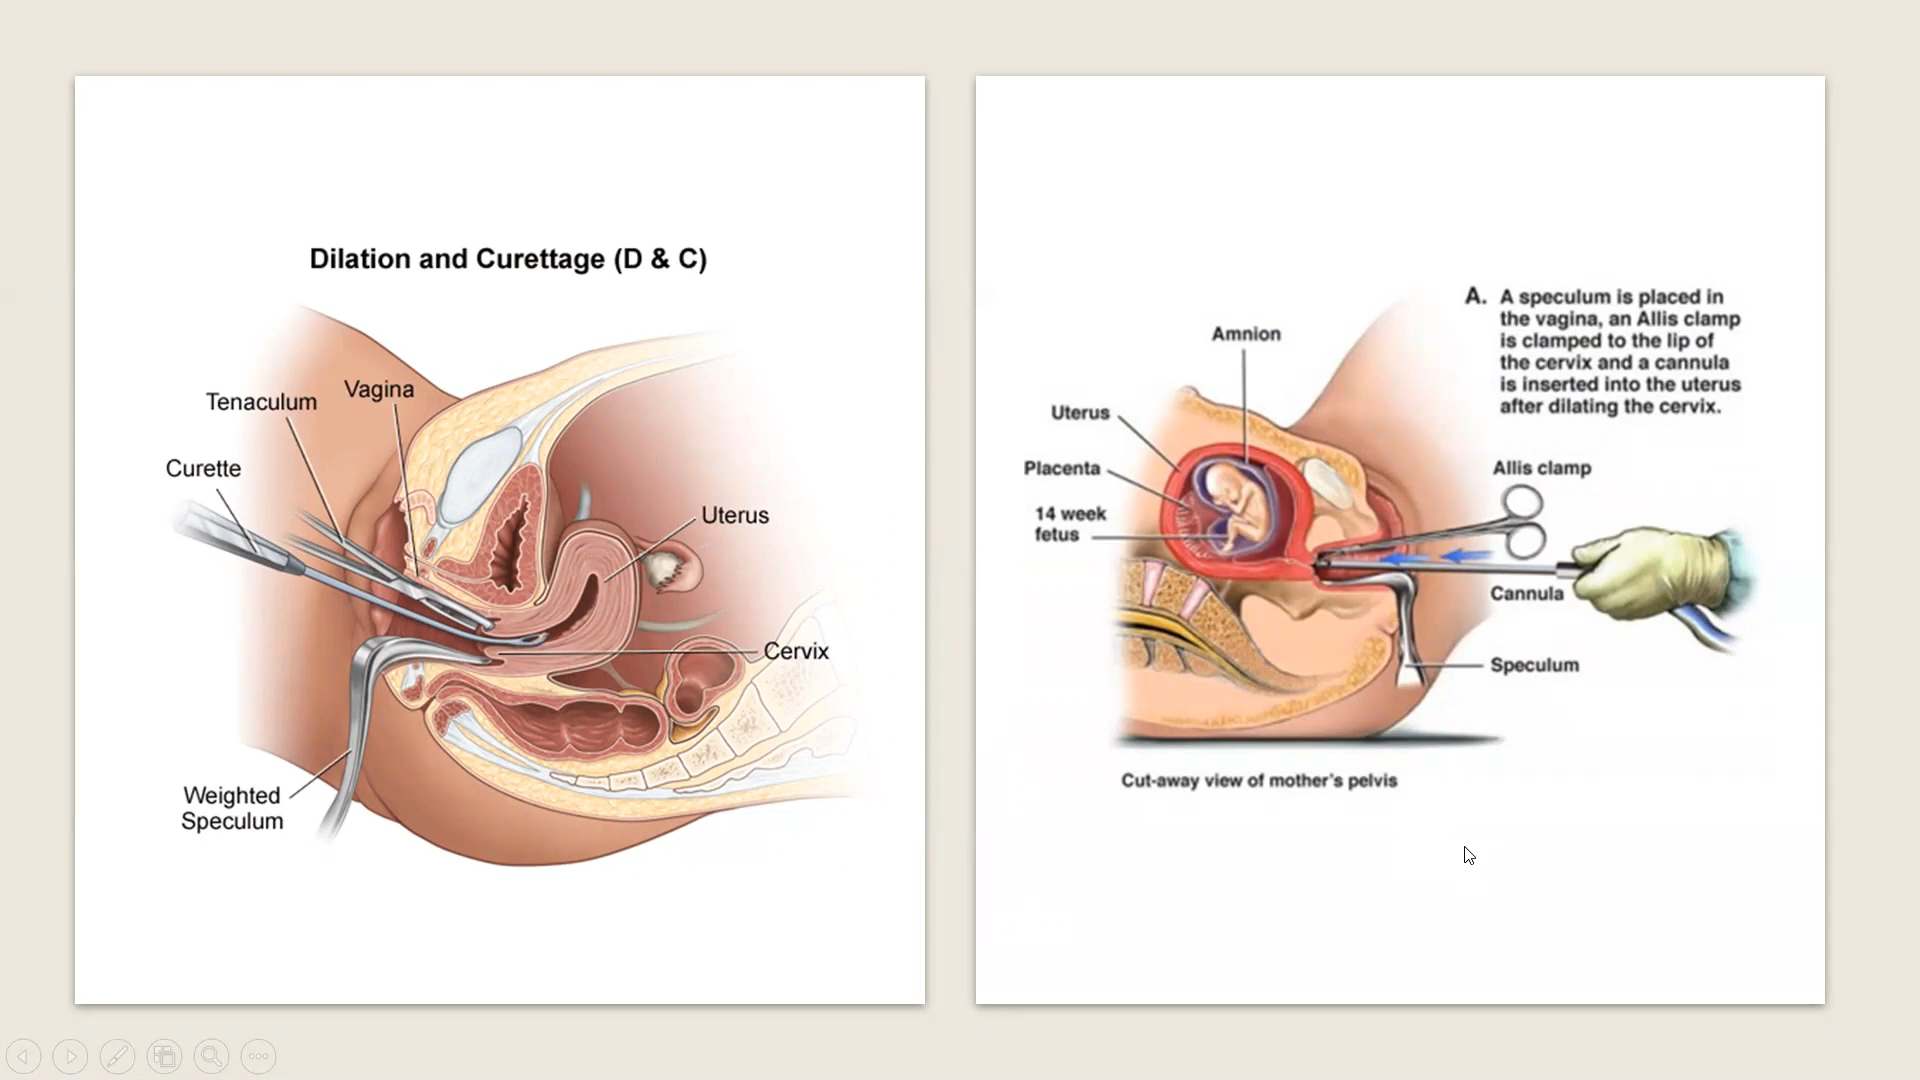 Dilation and Curettage (D & C)
Vagina
Tenaculum
Curette
Uterus
Cervix
Weighted
Speculum
A. A speculum is placed in
the vagina, an Allis clamp
is clamped to the lip of
the cervix and a cannula
is inserted into the uterus
after dilating the cervix.
Amnion
Uterus
Placenta
14 week
fetus
Allis clamp
Cannula
Speculum
Cut-away view of mother's pelvis